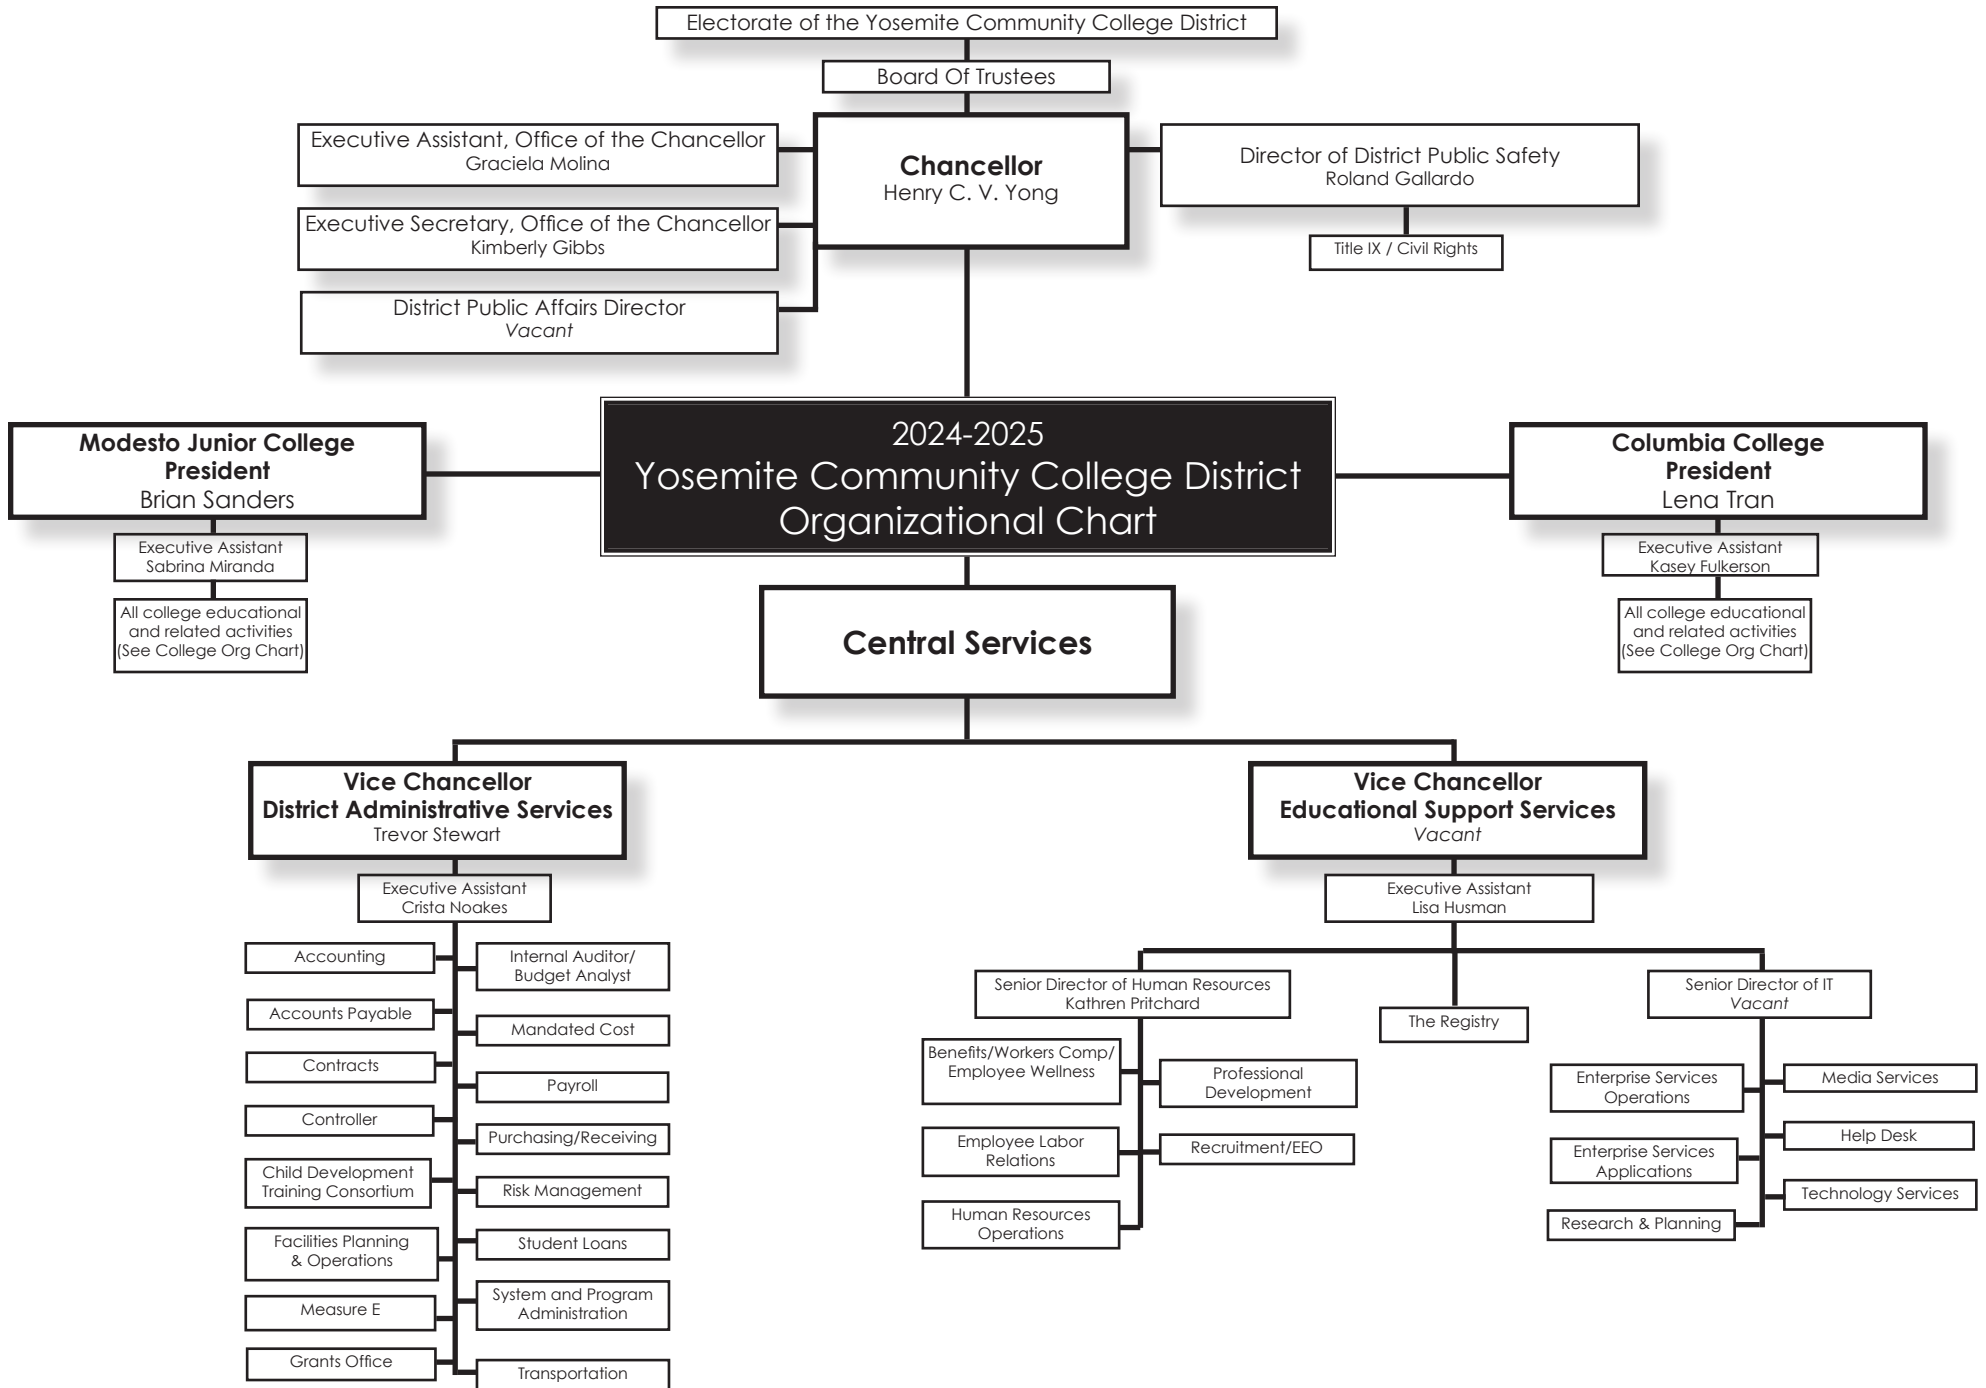 Electorate of the Yosemite Community College District
Board Of Trustees
Executive Assistant, Office of the Chancellor
Graciela Molina
Executive Secretary, Office of the Chancellor
Kimberly Gibbs
District Public Affairs Director
Vacant
Chancellor
Henry C. V. Yong
Director of District Public Safety
Roland Gallardo
Title IX / Civil Rights
2024-2025
Yosemite Community College District
Organizational Chart
Modesto Junior College
President
Brian Sanders
Executive Assistant
Sabrina Miranda
All college educational
and related activities
(See College Org Chart)
Columbia College
President
Lena Tran
Executive Assistant
Kasey Fulkerson
All college educational
and related activities
(See College Org Chart)
Central Services
Vice Chancellor
District Administrative Services
Trevor Stewart
Executive Assistant
Crista Noakes
Accounting
Accounts Payable
Contracts
Controller
Child Development
Training Consortium
Facilities Planning
& Operations
Measure E
Grants Office
Internal Auditor/
Budget Analyst
Mandated Cost
Payroll
Purchasing/Receiving
Risk Management
Student Loans
System and Program
Administration
Transportation
Vice Chancellor
Educational Support Services
Vacant
Executive Assistant
Lisa Husman
Senior Director of Human Resources
Kathren Pritchard
Benefits/Workers Comp/
Employee Wellness
Employee Labor
Relations
Human Resources
Operations
Professional
Development
Recruitment/EEO
The Registry
Senior Director of IT
Vacant
Enterprise Services
Operations
Enterprise Services
Applications
Research & Planning
Media Services
Help Desk
Technology Services